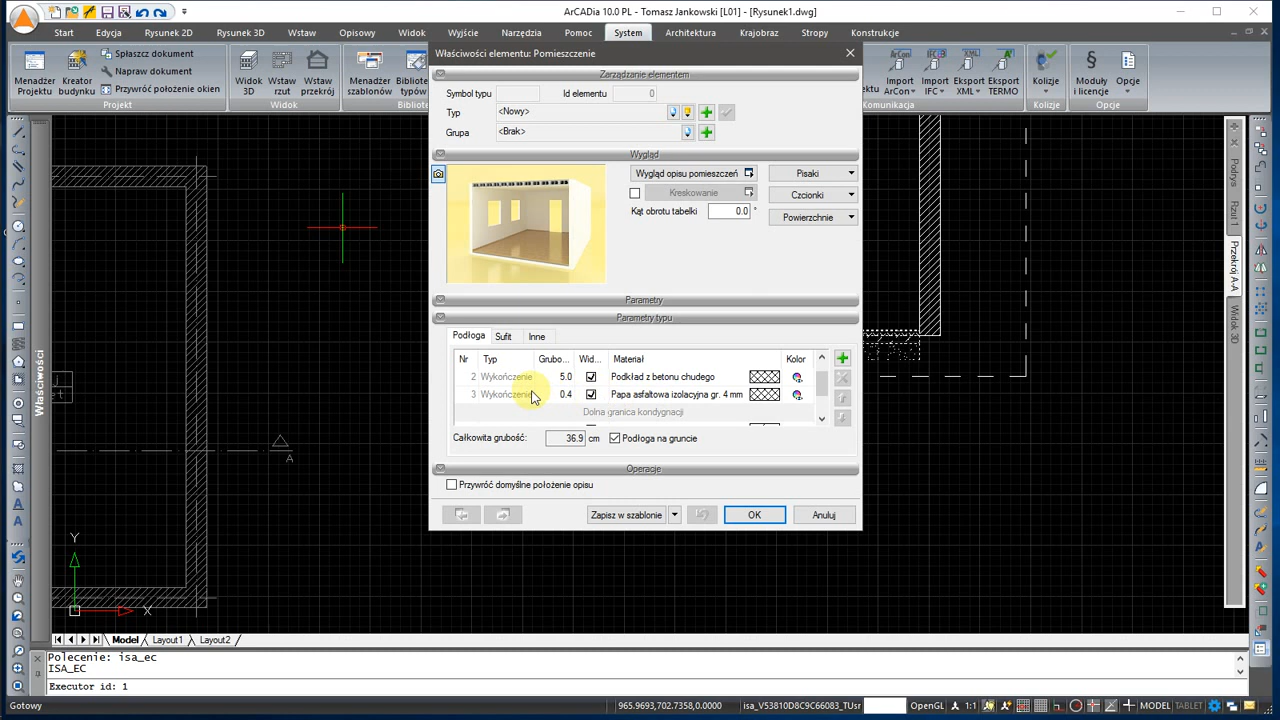 ArCADia 10.0 PL - Tomasz Jankowski [L01] - [Rysunek1.dwg]
Start Edycja Rysunek 2D Rysunek 3D Wstaw Opisowy Widok Wyjście Narzędzia Pomoc System Architektura Krajobraz Stropy Konstrukcje
Menadżer Projektu
Kreator budynku
Spłaszcz dokument
Napraw dokument
Przywróć położenie okien
Projekt
Widok 3D
Wstaw rzut
Wstaw przekrój
Widok
Menadżer szablonów
Import ArCon
Import IFC
Eksport XML
Eksport TERMO
Komunikacja
Kolizje
Kolizje
Moduły i licencje
Opcje
Opcje
Właściwości elementu: Pomieszczenie
Zarządzanie elementem
Symbol typu Id elementu 0
Typ <Nowy>
Grupa <Brak>
Wygląd
Wygląd opisu pomieszczeń Pisaki
Kreskowanie Czcionki
Kąt obrotu tabelki 0.0 ° Powierzchnie
Parametry
Parametry typu
Podłoga Sufit Inne
Nr Typ Grubo... Wid... Materiał Kolor
2 Wykończenie 5.0 Podkład z betonu chudego
3 Wykończenie 0.4 Papa asfaltowa izolacyjna gr. 4 mm
Dolna granica kondygnacji
Całkowita grubość: 36.9 cm Podłoga na gruncie
Operacje
Przywróć domyślne położenie opisu
Zapisz w szablonie OK Anuluj
Właściwości
A
Y
X
Podrys
Rzut 1
Przekrój A-A
Widok 3D
Model Layout1 Layout2
Polecenie: isa_ec
ISA_EC
Executor id: 1
Gotowy 965.9693,702.7358,0.0000 isa_V53810D8C9C66083_TUsr OpenGL 1:1 MODEL TABLET